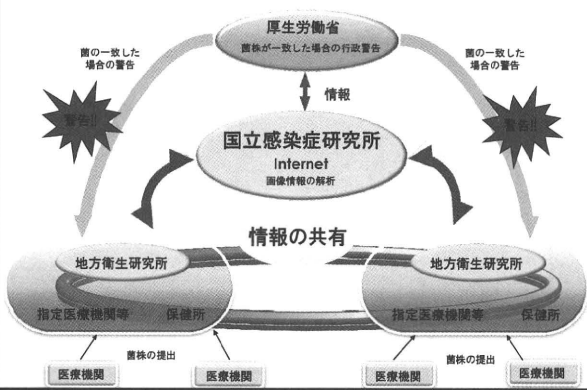 厚生労働省
菌株が一致した場合の行政警告
菌の一致した
場合の警告
菌の一致した
場合の警告
警告!!
情報
警告!!
国立感染症研究所
Internet
画像情報の解析
情報の共有
地方衛生研究所
地方衛生研究所
指定医療機関等
保健所
指定医療機関等
保健所
菌株の提出
菌株の提出
医療機関
医療機関
医療機関
医療機関